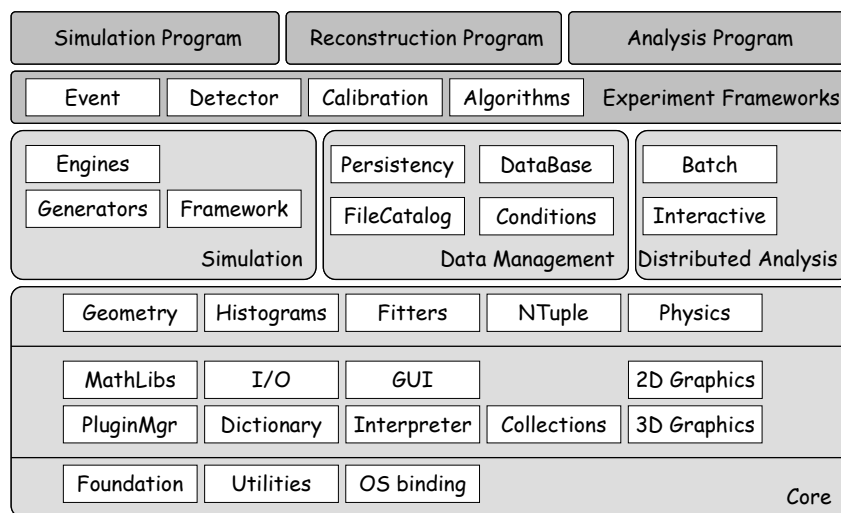 Simulation Program
Reconstruction Program
Analysis Program
Event
Detector
Calibration
Algorithms
Experiment Frameworks
Engines
Generators
Framework
Simulation
Persistency
DataBase
FileCatalog
Conditions
Data Management
Batch
Interactive
Distributed Analysis
Geometry
Histograms
Fitters
NTuple
Physics
MathLibs
I/O
GUI
2D Graphics
PluginMgr
Dictionary
Interpreter
Collections
3D Graphics
Foundation
Utilities
OS binding
Core